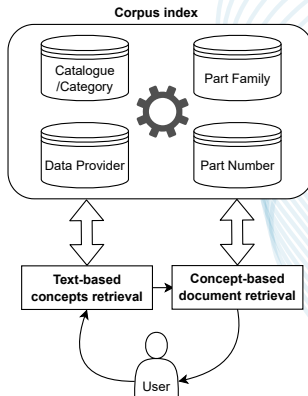 Corpus index
Catalogue
/Category
Part Family
Data Provider
Part Number
Text-based
concepts retrieval
Concept-based
document retrieval
User